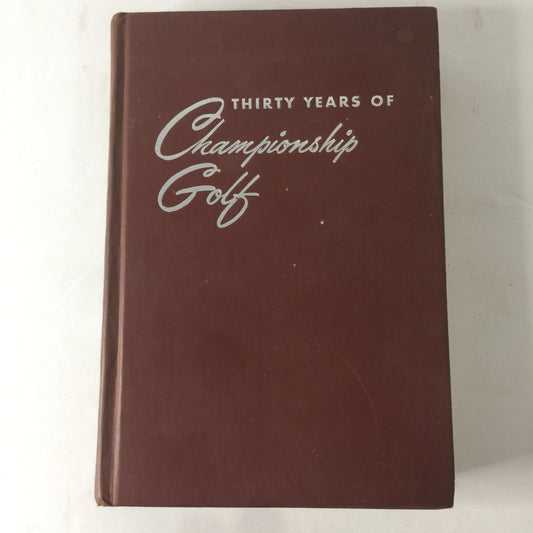 THIRTY YEARS OF
Championship
Golf